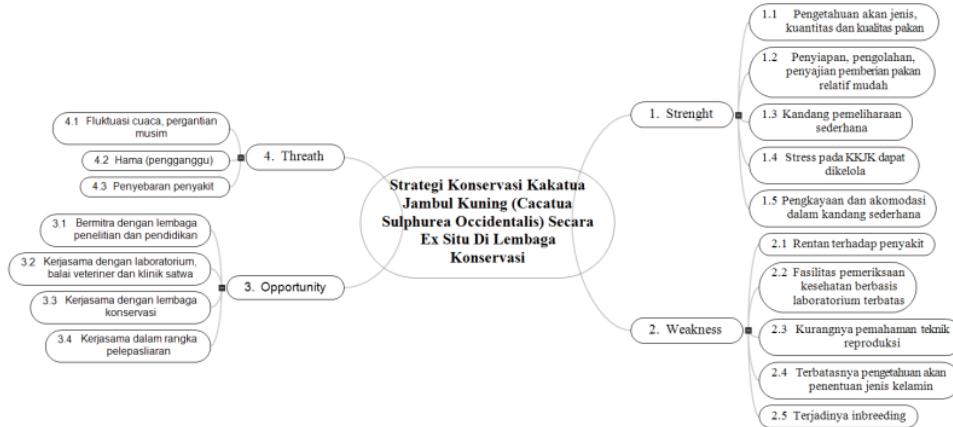 Strategi Konservasi Kakatua
Jambul Kuning (Cacatua
Sulphurea Occidentalis) Secara
Ex Situ Di Lembaga
Konservasi
1. Strenght
1.1 Pengetahuan akan jenis,
kuantitas dan kualitas pakan
1.2 Penyiapan, pengolahan,
penyajian pemberian pakan
relatif mudah
1.3 Kandang pemeliharaan
sederhana
1.4 Stress pada KKJK dapat
dikelola
1.5 Pengkayaan dan akomodasi
dalam kandang sederhana
2. Weakness
2.1 Rentan terhadap penyakit
2.2 Fasilitas pemeriksaan
kesehatan berbasis
laboratorium terbatas
2.3 Kurangnya pemahaman teknik
reproduksi
2.4 Terbatasnya pengetahuan akan
penentuan jenis kelamin
2.5 Terjadinya inbreeding
3. Opportunity
3.1 Bermitra dengan lembaga
penelitian dan pendidikan
3.2 Kerjasama dengan laboratorium,
balai veteriner dan klinik satwa
3.3 Kerjasama dengan lembaga
konservasi
3.4 Kerjasama dalam rangka
pelepasliaran
4. Threath
4.1 Fluktuasi cuaca, pergantian
musim
4.2 Hama (pengganggu)
4.3 Penyebaran penyakit